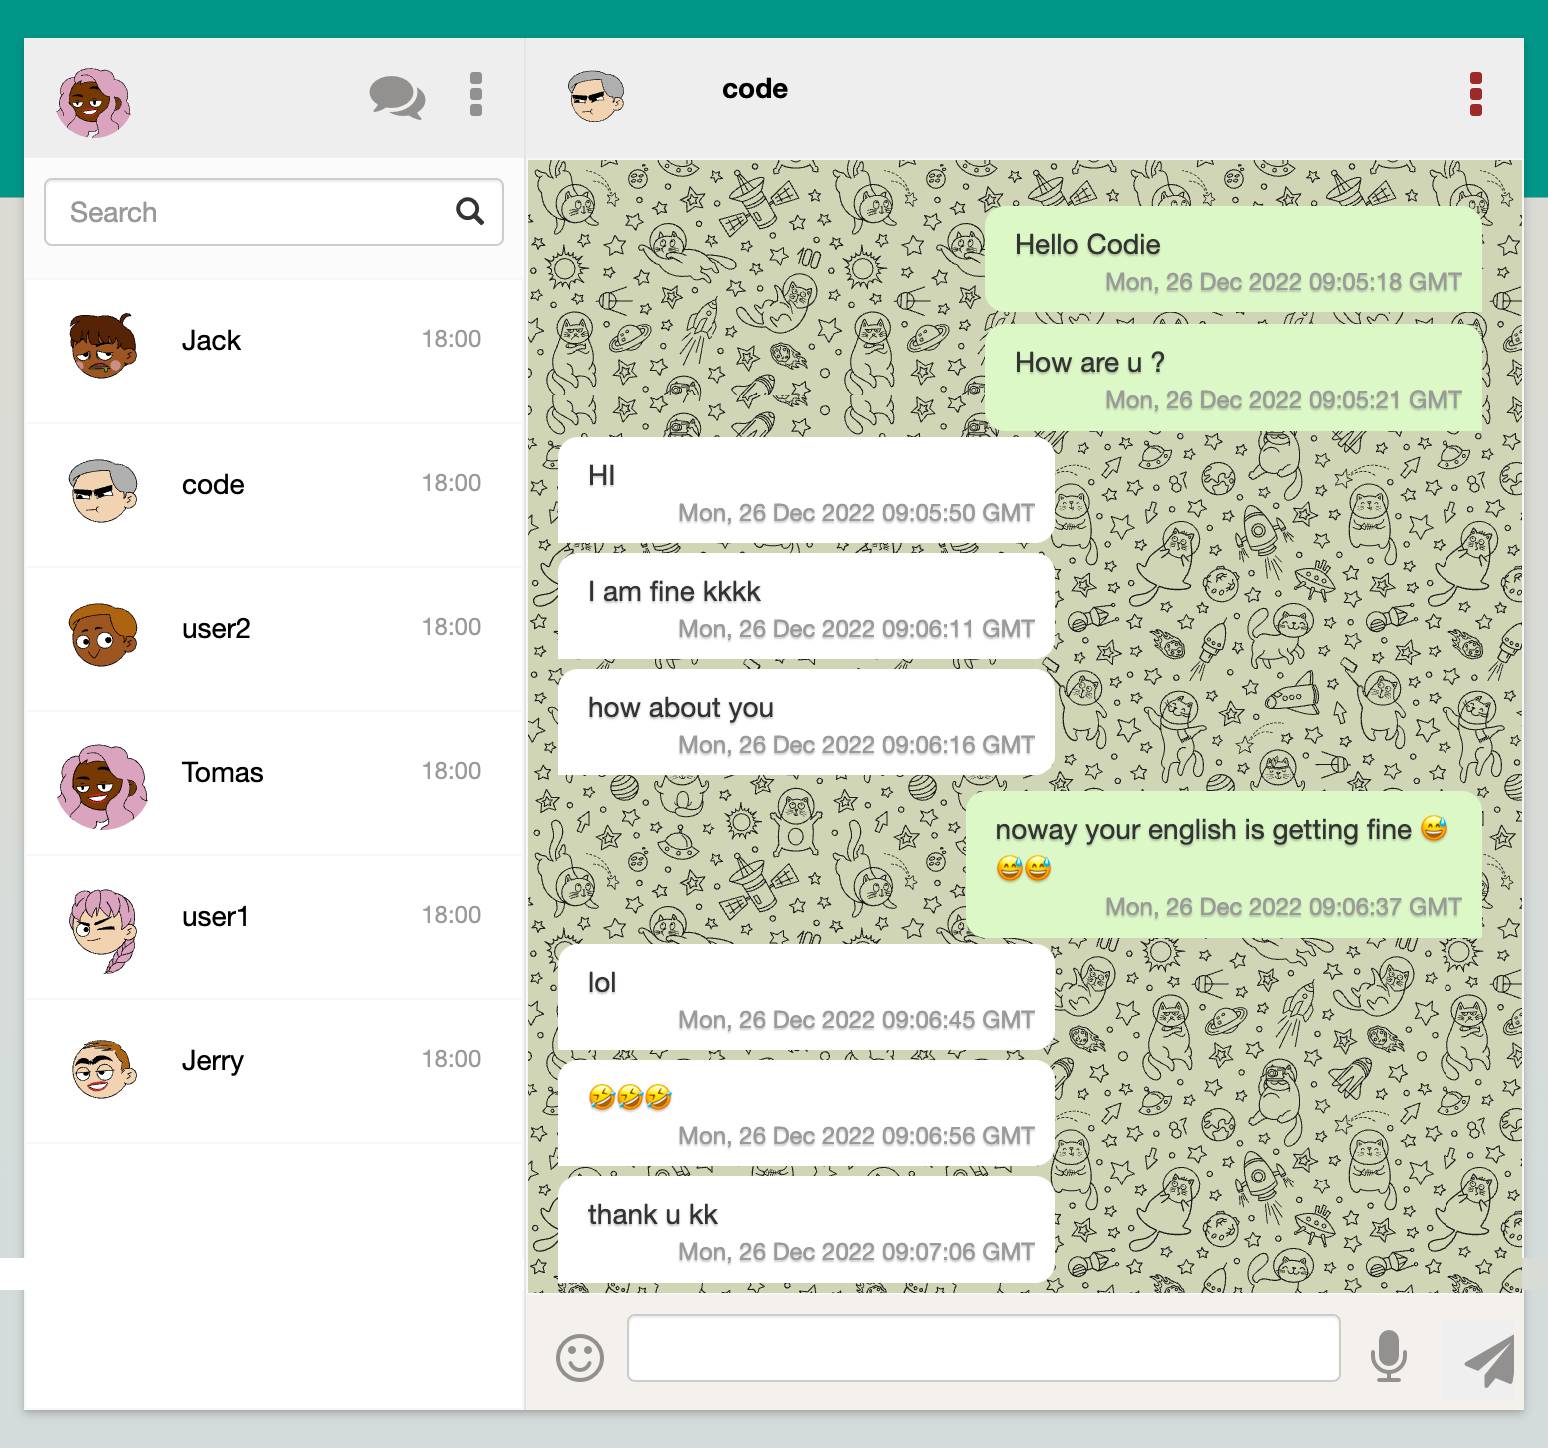 code
Search
Jack 18:00
code 18:00
user2 18:00
Tomas 18:00
user1 18:00
Jerry 18:00
Hello Codie
Mon, 26 Dec 2022 09:05:18 GMT
How are u ?
Mon, 26 Dec 2022 09:05:21 GMT
HI
Mon, 26 Dec 2022 09:05:50 GMT
I am fine kkkk
Mon, 26 Dec 2022 09:06:11 GMT
how about you
Mon, 26 Dec 2022 09:06:16 GMT
noway your english is getting fine 😅
😅😅
Mon, 26 Dec 2022 09:06:37 GMT
lol
Mon, 26 Dec 2022 09:06:45 GMT
🤣🤣🤣
Mon, 26 Dec 2022 09:06:56 GMT
thank u kk
Mon, 26 Dec 2022 09:07:06 GMT